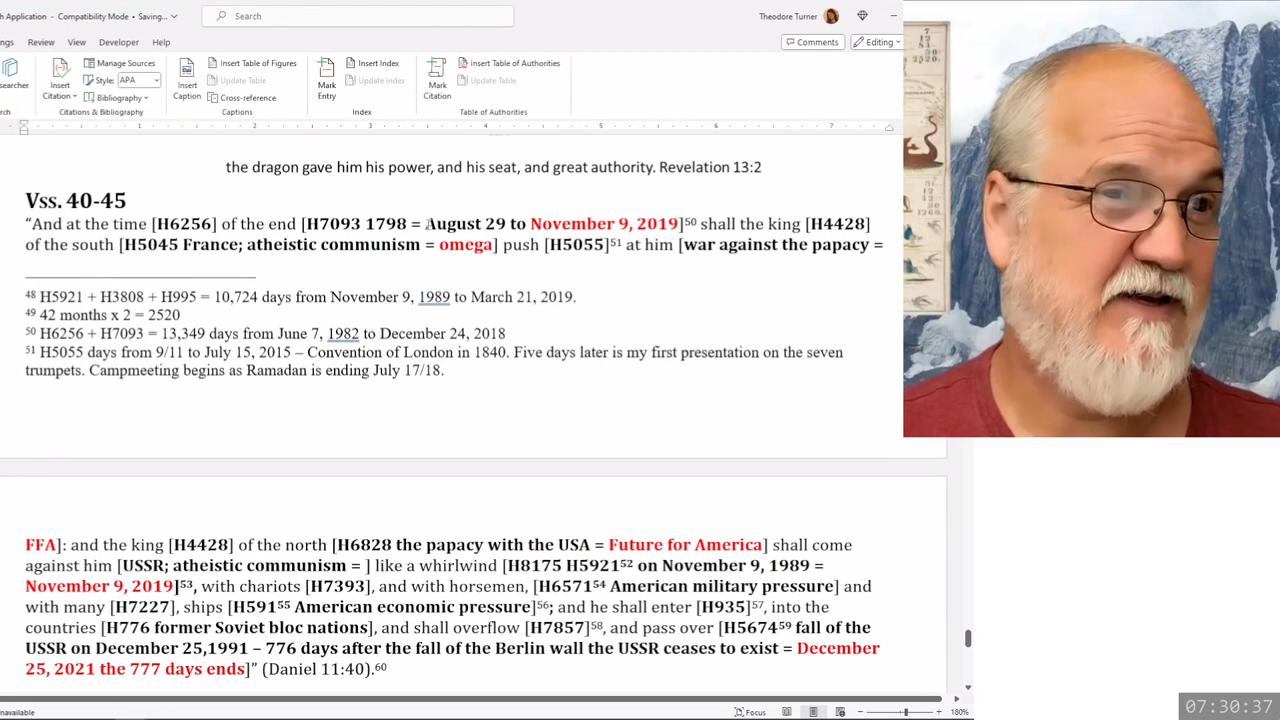 h Application - Compatibility Mode • Saving...
Search
Theodore Turner
ngs Review View Developer Help
Comments
Editing
searcher
Insert Citation
Manage Sources
Style: APA
Bibliography
Citations & Bibliography
Insert Caption
Insert Table of Figures
Update Table
Cross-reference
Captions
Mark Entry
Insert Index
Update Index
Index
Mark Citation
Insert Table of Authorities
Update Table
Table of Authorities
1 2 3 4 5 6 7
the dragon gave him his power, and his seat, and great authority. Revelation 13:2
Vss. 40-45
“And at the time [H6256] of the end [H7093 1798 = August 29 to November 9, 2019]⁵⁰ shall the king [H4428]
of the south [H5045 France; atheistic communism = omega] push [H5055]⁵¹ at him [war against the papacy =
⁴⁸ H5921 + H3808 + H995 = 10,724 days from November 9, 1989 to March 21, 2019.
⁴⁹ 42 months x 2 = 2520
⁵⁰ H6256 + H7093 = 13,349 days from June 7, 1982 to December 24, 2018
⁵¹ H5055 days from 9/11 to July 15, 2015 – Convention of London in 1840. Five days later is my first presentation on the seven
trumpets. Campmeeting begins as Ramadan is ending July 17/18.
FFA]: and the king [H4428] of the north [H6828 the papacy with the USA = Future for America] shall come
against him [USSR; atheistic communism = ] like a whirlwind [H8175 H5921⁵² on November 9, 1989 =
November 9, 2019]⁵³, with chariots [H7393], and with horsemen, [H6571⁵⁴ American military pressure] and
with many [H7227], ships [H591⁵⁵ American economic pressure]⁵⁶; and he shall enter [H935]⁵⁷, into the
countries [H776 former Soviet bloc nations], and shall overflow [H7857]⁵⁸, and pass over [H5674⁵⁹ fall of the
USSR on December 25,1991 – 776 days after the fall of the Berlin wall the USSR ceases to exist = December
25, 2021 the 777 days ends]” (Daniel 11:40).⁶⁰
navailable
Focus
180%
07:30:37